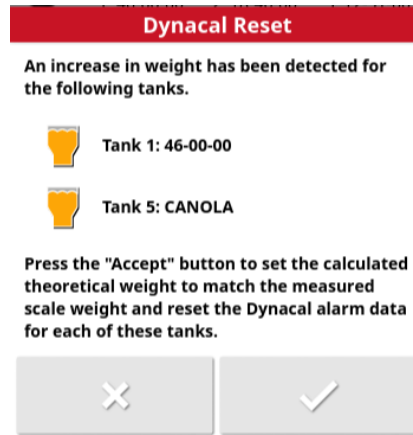 Dynacal Reset
An increase in weight has been detected for
the following tanks.
Tank 1: 46-00-00
Tank 5: CANOLA
Press the "Accept" button to set the calculated
theoretical weight to match the measured
scale weight and reset the Dynacal alarm data
for each of these tanks.